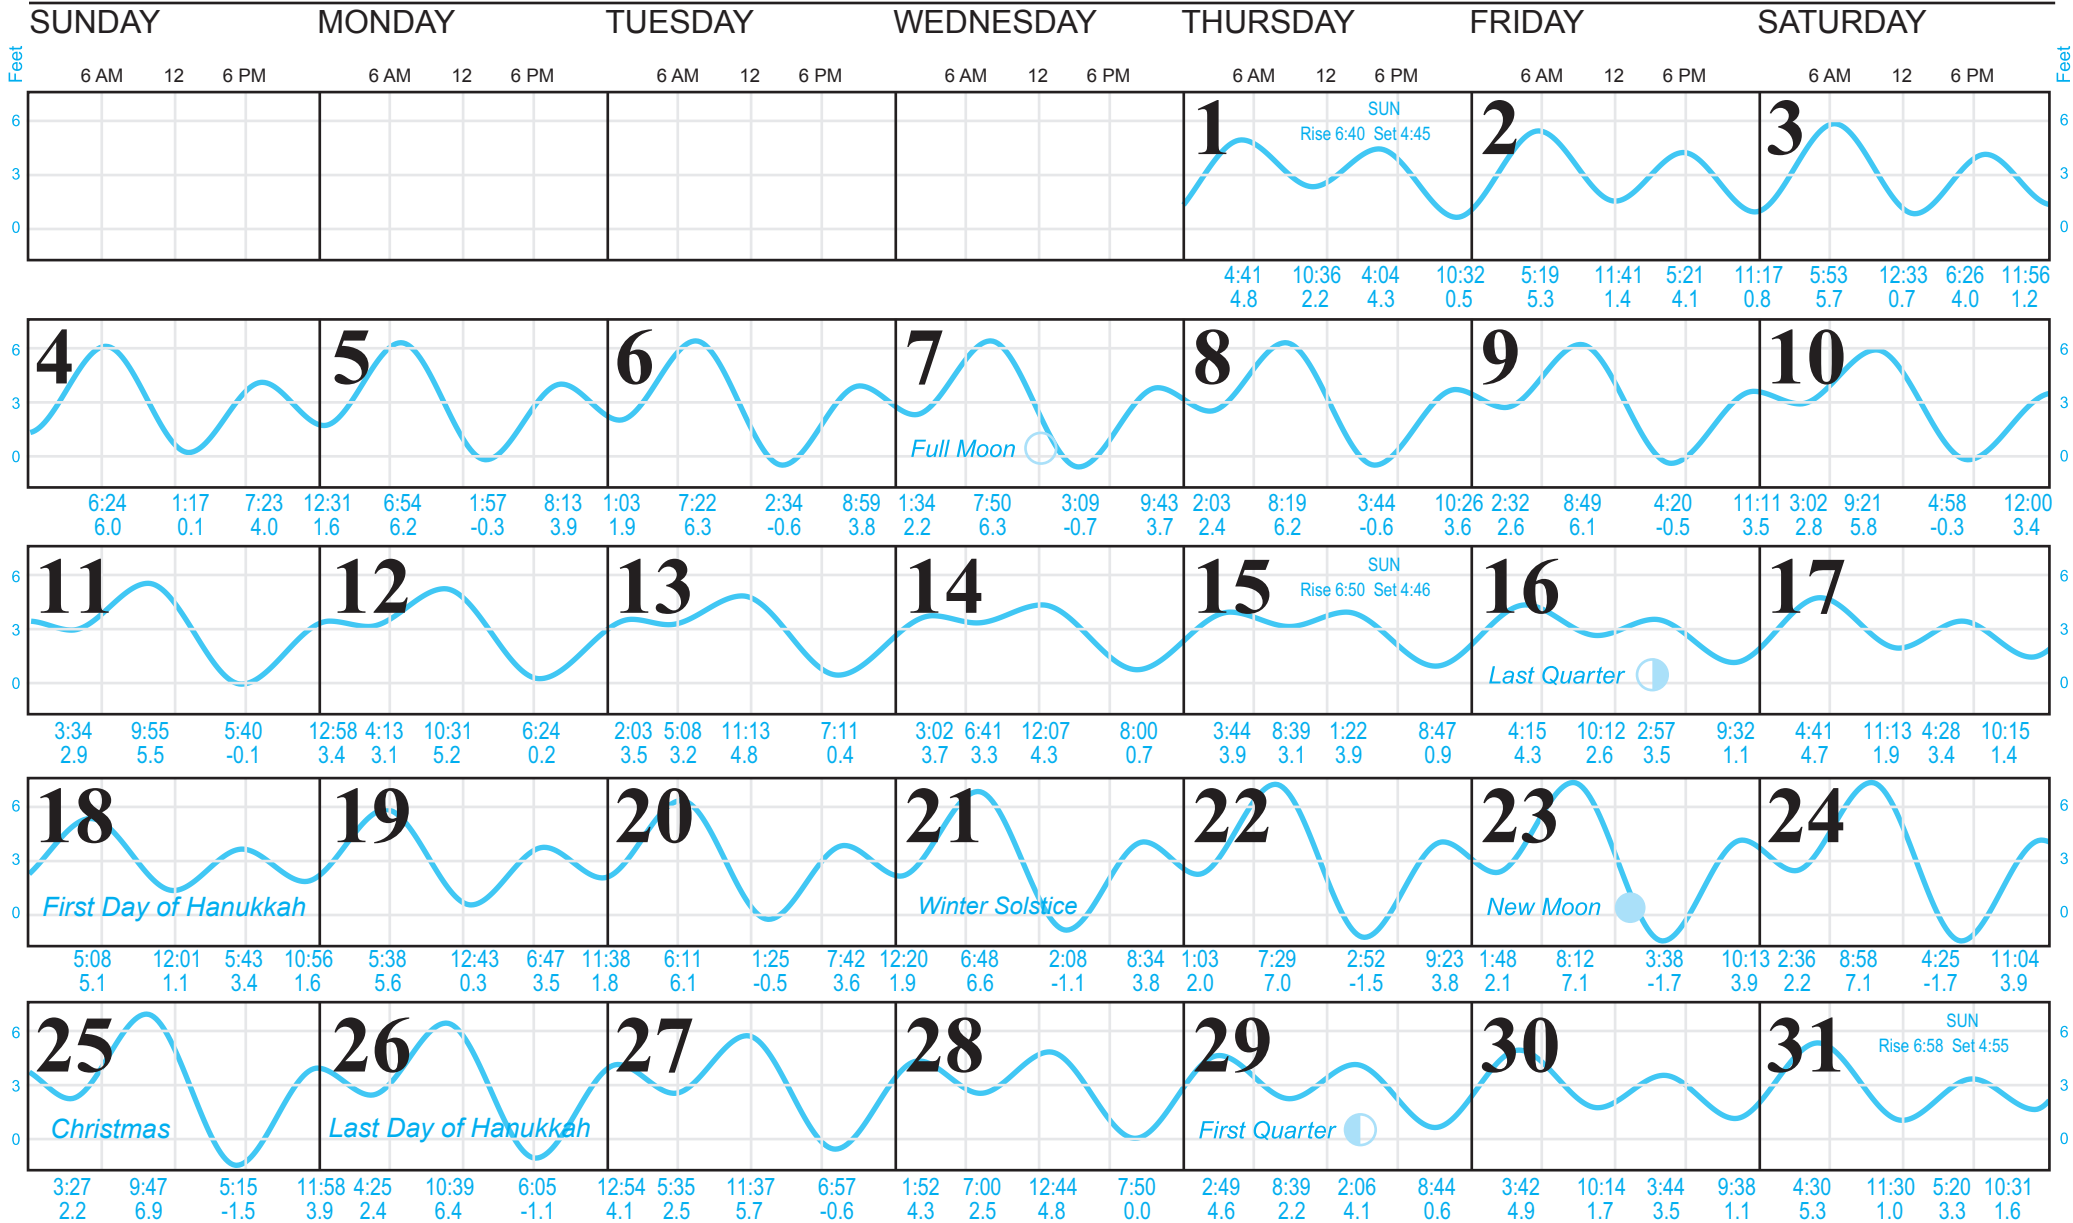 SUNDAY MONDAY TUESDAY WEDNESDAY THURSDAY FRIDAY SATURDAY
Feet 6 AM 12 6 PM 6 AM 12 6 PM 6 AM 12 6 PM 6 AM 12 6 PM 6 AM 12 6 PM 6 AM 12 6 PM 6 AM 12 6 PM Feet
1 2 3
SUN
Rise 6:40 Set 4:45
6 6
3 3
0 0
4:41 10:36 4:04 10:32 5:19 11:41 5:21 11:17 5:53 12:33 6:26 11:56
4.8 2.2 4.3 0.5 5.3 1.4 4.1 0.8 5.7 0.7 4.0 1.2
4 5 6 7 8 9 10
6 6
3 3
Full Moon
0 0
6:24 1:17 7:23 12:31 6:54 1:57 8:13 1:03 7:22 2:34 8:59 1:34 7:50 3:09 9:43 2:03 8:19 3:44 10:26 2:32 8:49 4:20 11:11 3:02 9:21 4:58 12:00
6.0 0.1 4.0 1.6 6.2 -0.3 3.9 1.9 6.3 -0.6 3.8 2.2 6.3 -0.7 3.7 2.4 6.2 -0.6 3.6 2.6 6.1 -0.5 3.5 2.8 5.8 -0.3 3.4
11 12 13 14 15 16 17
SUN
Rise 6:50 Set 4:46
6 6
3 3
Last Quarter
0 0
3:34 9:55 5:40 12:58 4:13 10:31 6:24 2:03 5:08 11:13 7:11 3:02 6:41 12:07 8:00 3:44 8:39 1:22 8:47 4:15 10:12 2:57 9:32 4:41 11:13 4:28 10:15
2.9 5.5 -0.1 3.4 3.1 5.2 0.2 3.5 3.2 4.8 0.4 3.7 3.3 4.3 0.7 3.9 3.1 3.9 0.9 4.3 2.6 3.5 1.1 4.7 1.9 3.4 1.4
18 19 20 21 22 23 24
6 6
3 3
First Day of Hanukkah Winter Solstice New Moon
0 0
5:08 12:01 5:43 10:56 5:38 12:43 6:47 11:38 6:11 1:25 7:42 12:20 6:48 2:08 8:34 1:03 7:29 2:52 9:23 1:48 8:12 3:38 10:13 2:36 8:58 4:25 11:04
5.1 1.1 3.4 1.6 5.6 0.3 3.5 1.8 6.1 -0.5 3.6 1.9 6.6 -1.1 3.8 2.0 7.0 -1.5 3.8 2.1 7.1 -1.7 3.9 2.2 7.1 -1.7 3.9
25 26 27 28 29 30 31
SUN
Rise 6:58 Set 4:55
6 6
3 3
Christmas Last Day of Hanukkah First Quarter
0 0
3:27 9:47 5:15 11:58 4:25 10:39 6:05 12:54 5:35 11:37 6:57 1:52 7:00 12:44 7:50 2:49 8:39 2:06 8:44 3:42 10:14 3:44 9:38 4:30 11:30 5:20 10:31
2.2 6.9 -1.5 3.9 2.4 6.4 -1.1 4.1 2.5 5.7 -0.6 4.3 2.5 4.8 0.0 4.6 2.2 4.1 0.6 4.9 1.7 3.5 1.1 5.3 1.0 3.3 1.6